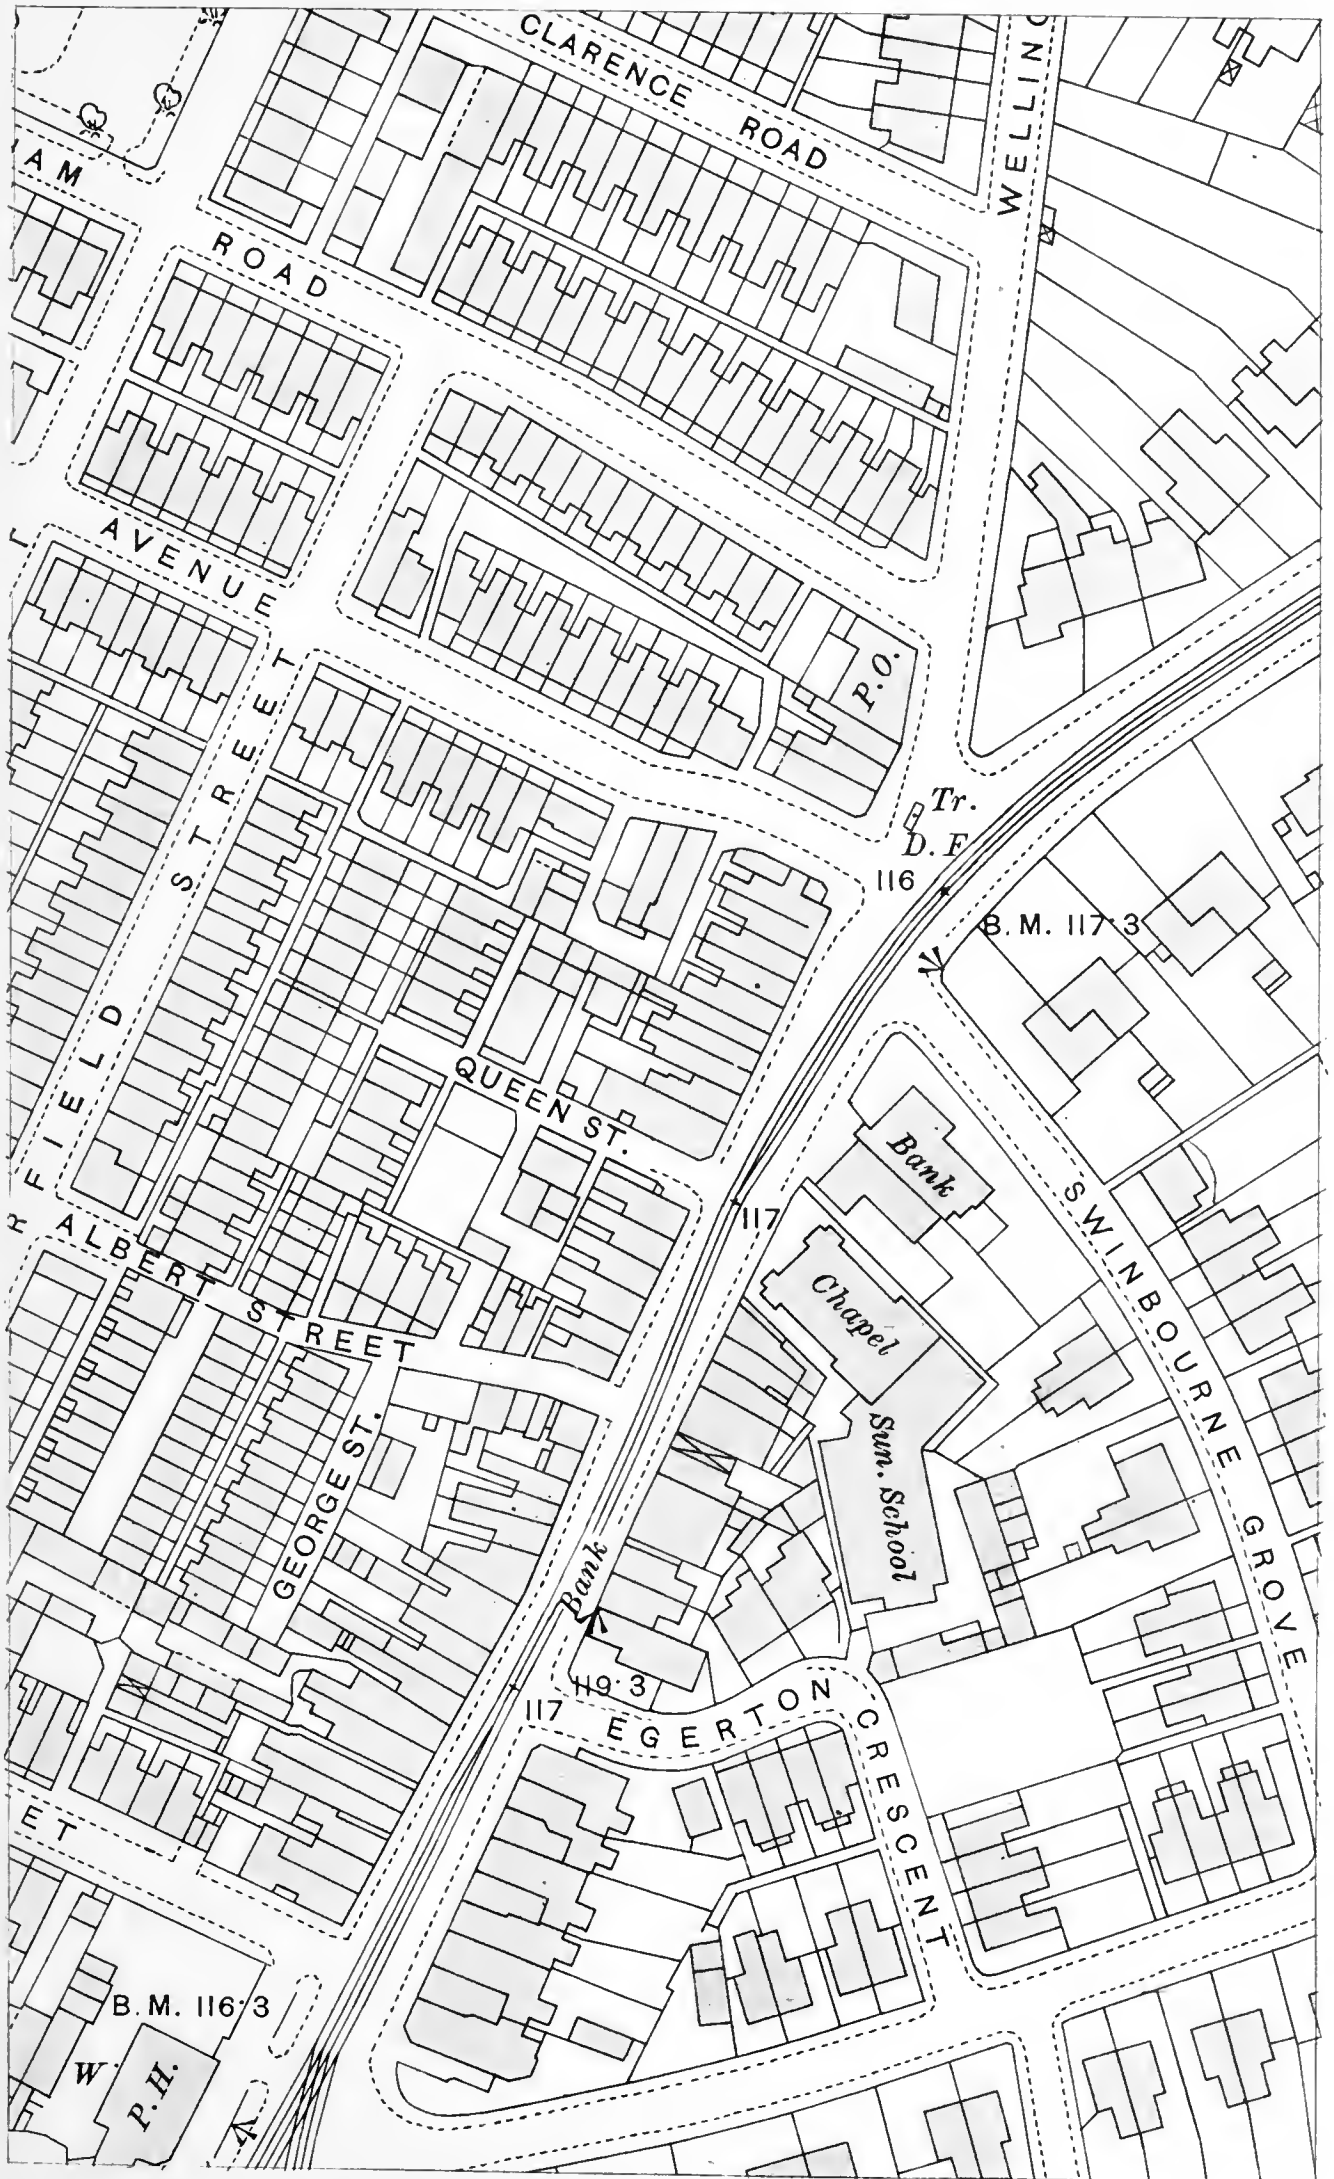 CLARENCE ROAD
WELLING
AM
ROAD
AVENUE
P.O.
Tr.
D. F
116
B. M. 117·3
R FIELD STREET
QUEEN ST.
Bank
117
SWINBOURNE GROVE
ALBERT STREET
Chapel
GEORGE ST.
Sun. School
Bank
119·3
117
EGERTON CRESCENT
ET
B. M. 116·3
W
P.H.